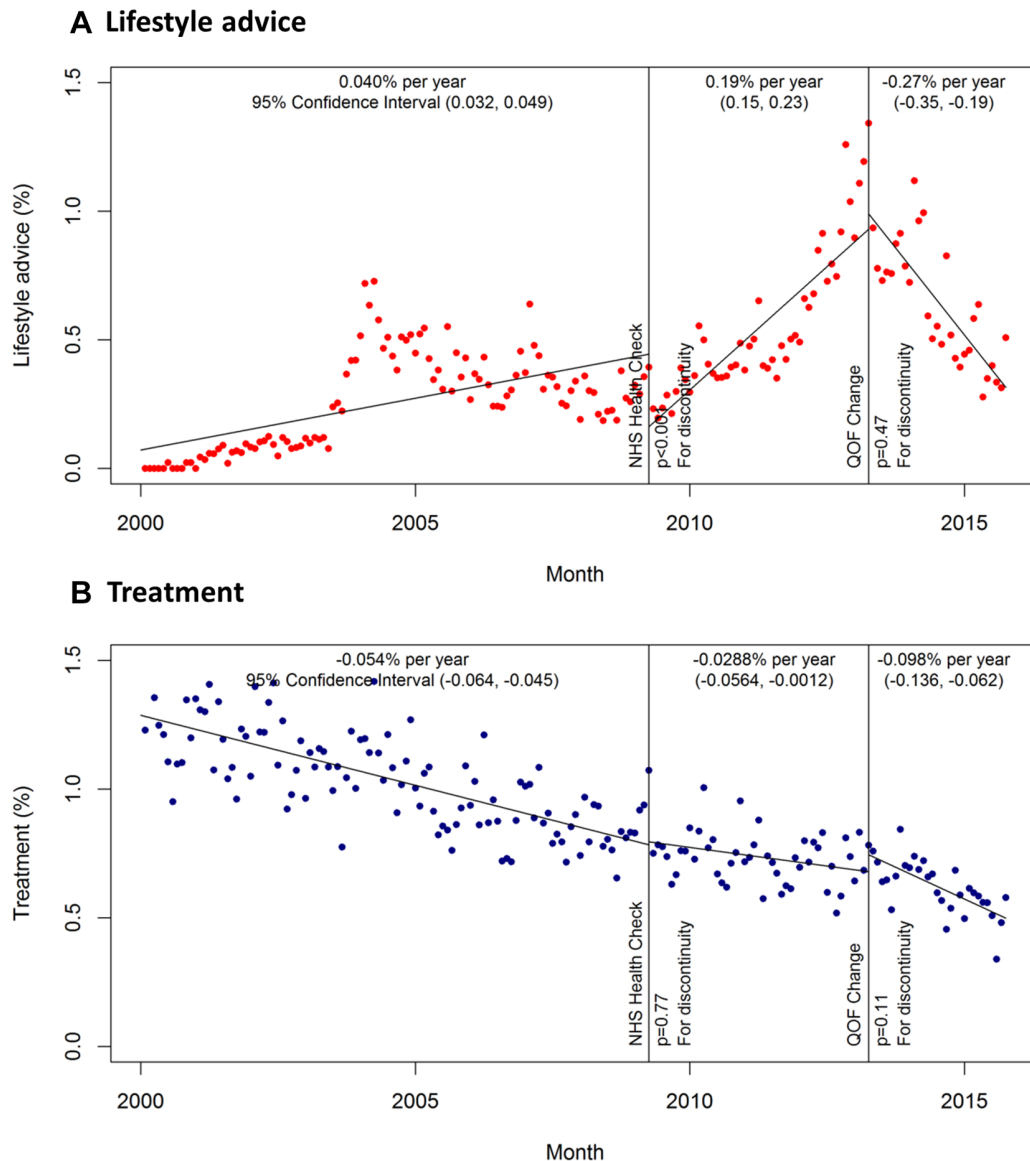 A Lifestyle advice
0.040% per year
95% Confidence Interval (0.032, 0.049)
0.19% per year
(0.15, 0.23)
-0.27% per year
(-0.35, -0.19)
Lifestyle advice (%)
1.5
1.0
0.5
0.0
NHS Health Check
p<0.001
For discontinuity
QOF Change
p=0.47
For discontinuity
2000
2005
2010
2015
Month
B Treatment
-0.054% per year
95% Confidence Interval (-0.064, -0.045)
-0.0288% per year
(-0.0564, -0.0012)
-0.098% per year
(-0.136, -0.062)
Treatment (%)
1.5
1.0
0.5
0.0
NHS Health Check
p=0.77
For discontinuity
QOF Change
p=0.11
For discontinuity
2000
2005
2010
2015
Month